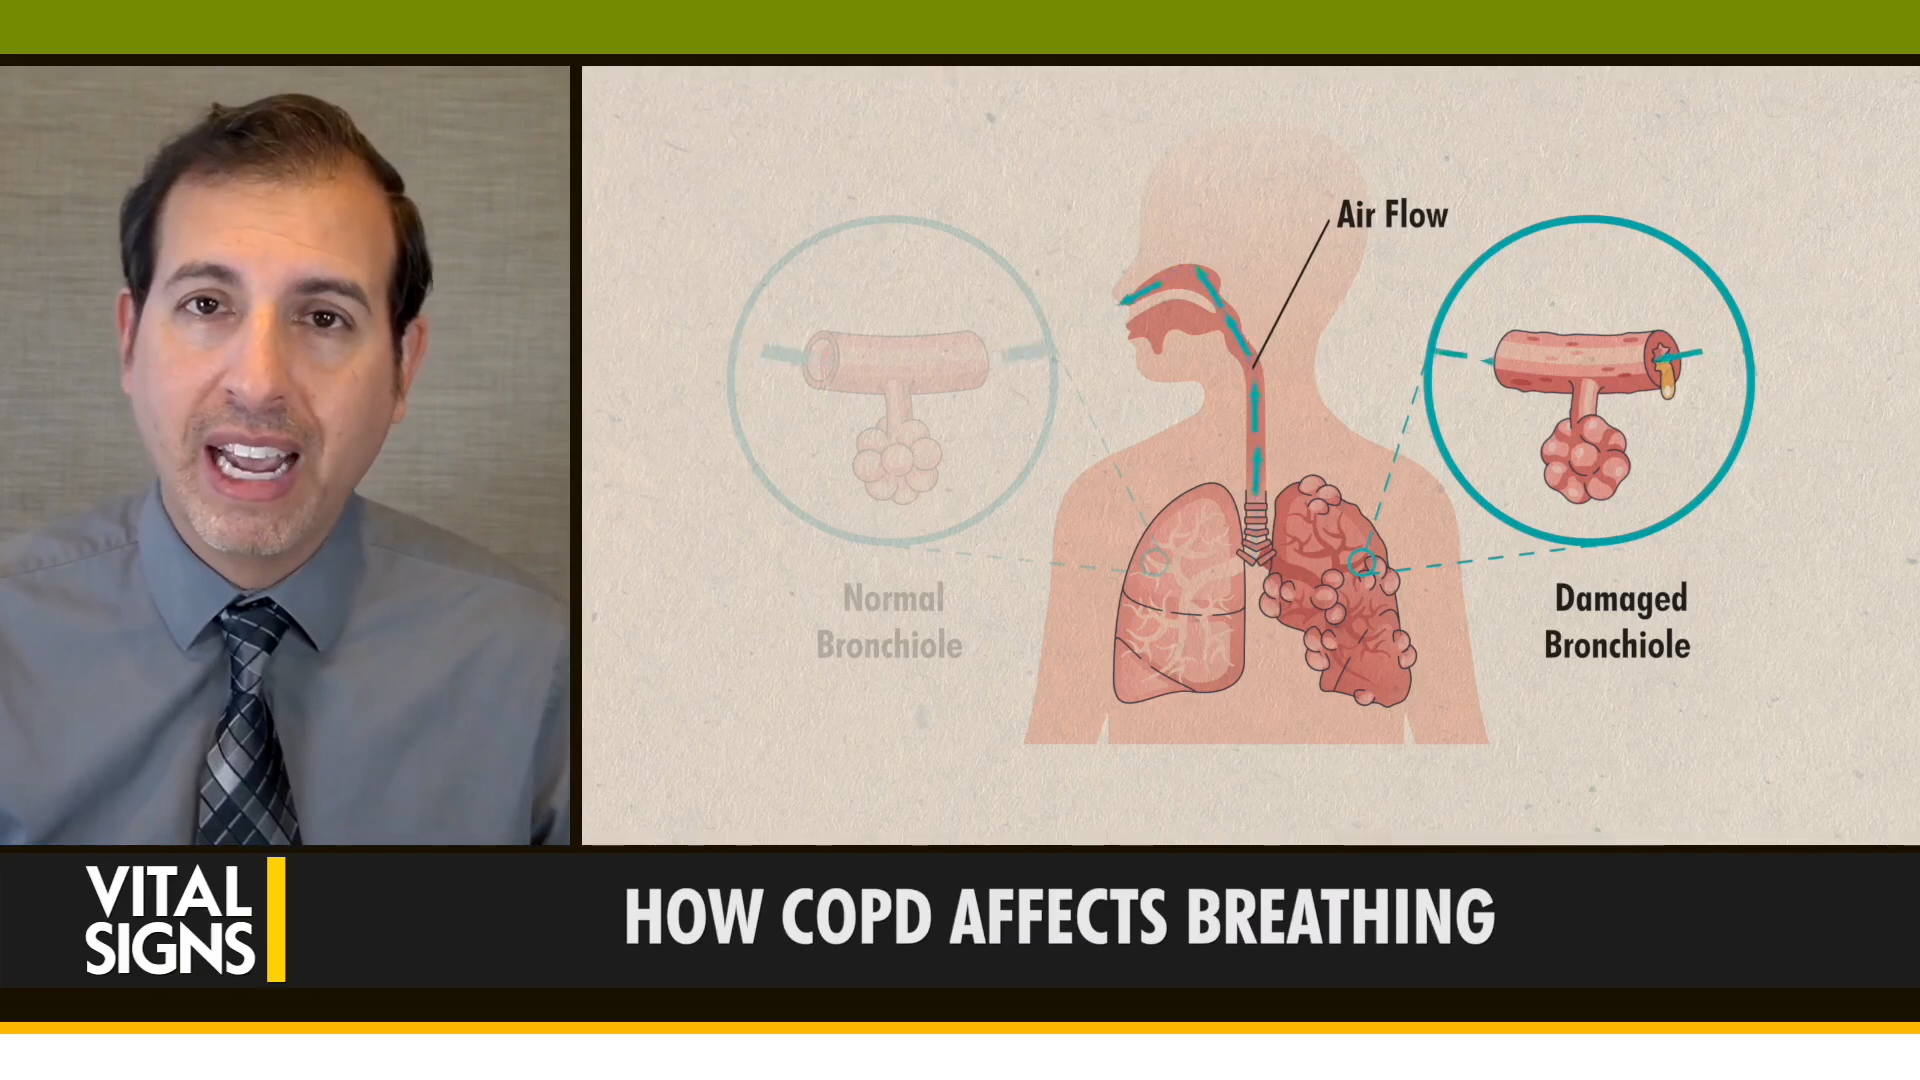 Air Flow
Normal
Bronchiole
Damaged
Bronchiole
VITAL
SIGNS
HOW COPD AFFECTS BREATHING